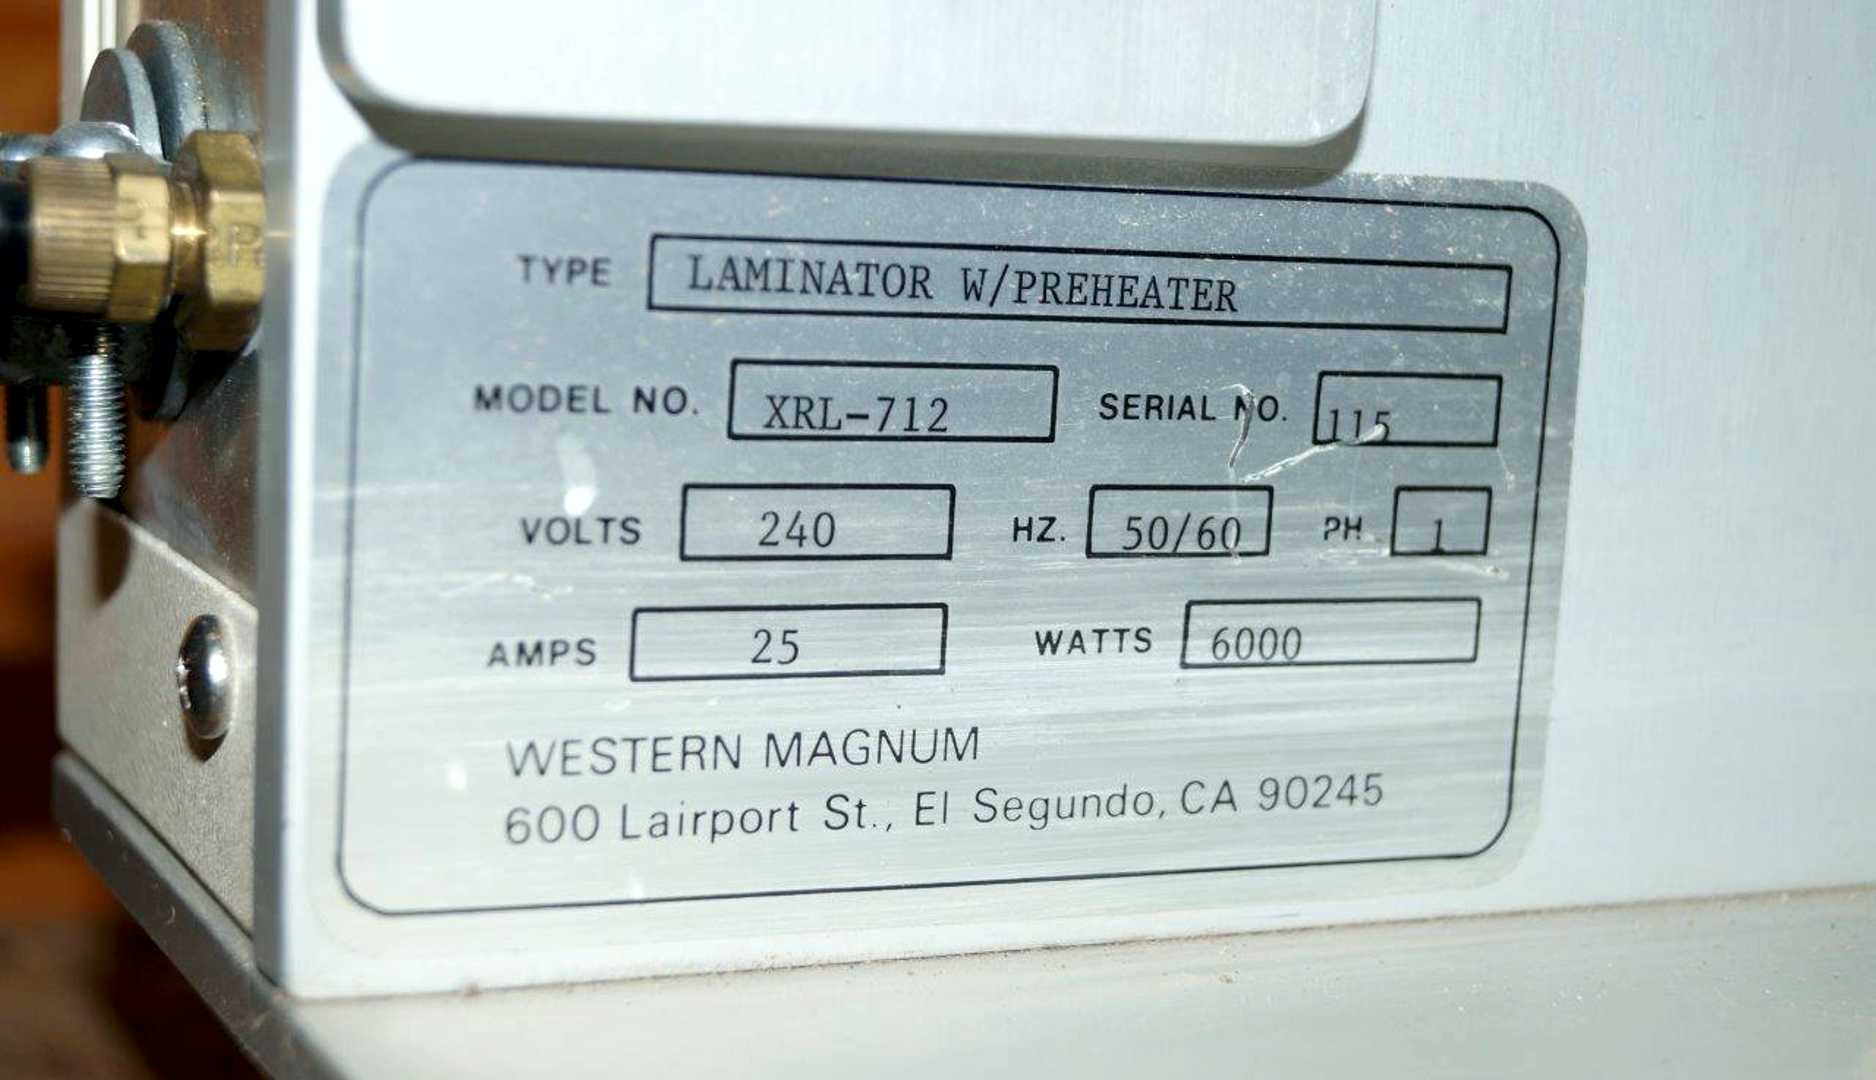 TYPE LAMINATOR W/PREHEATER
MODEL NO. XRL-712 SERIAL NO. 115
VOLTS 240 HZ. 50/60 PH 1
AMPS 25 WATTS 6000
WESTERN MAGNUM
600 Lairport St., El Segundo, CA 90245